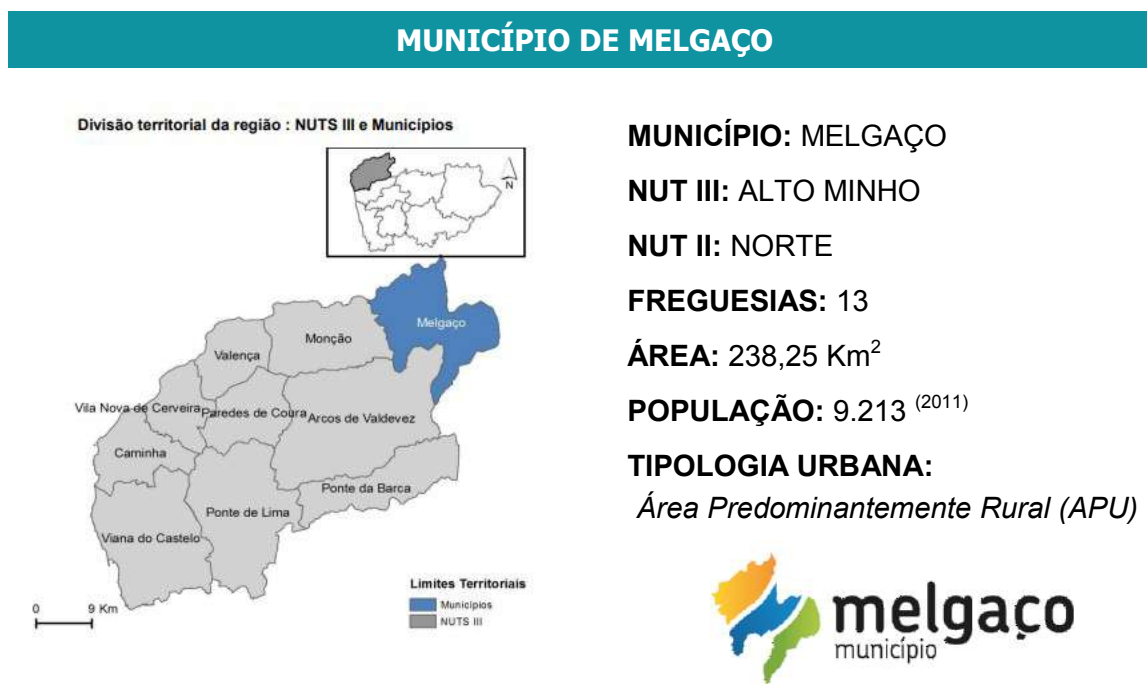 MUNICÍPIO DE MELGAÇO
Divisão territorial da região : NUTS III e Municípios
N
Melgaço
Monção
Valença
Vila Nova de Cerveira
Paredes de Coura
Arcos de Valdevez
Caminha
Ponte da Barca
Ponte de Lima
Viana do Castelo
Limites Territoriais
Municípios
NUTS III
0 9 Km
MUNICÍPIO: MELGAÇO
NUT III: ALTO MINHO
NUT II: NORTE
FREGUESIAS: 13
ÁREA: 238,25 Km²
POPULAÇÃO: 9.213 (2011)
TIPOLOGIA URBANA:
Área Predominantemente Rural (APU)
melgaço
município